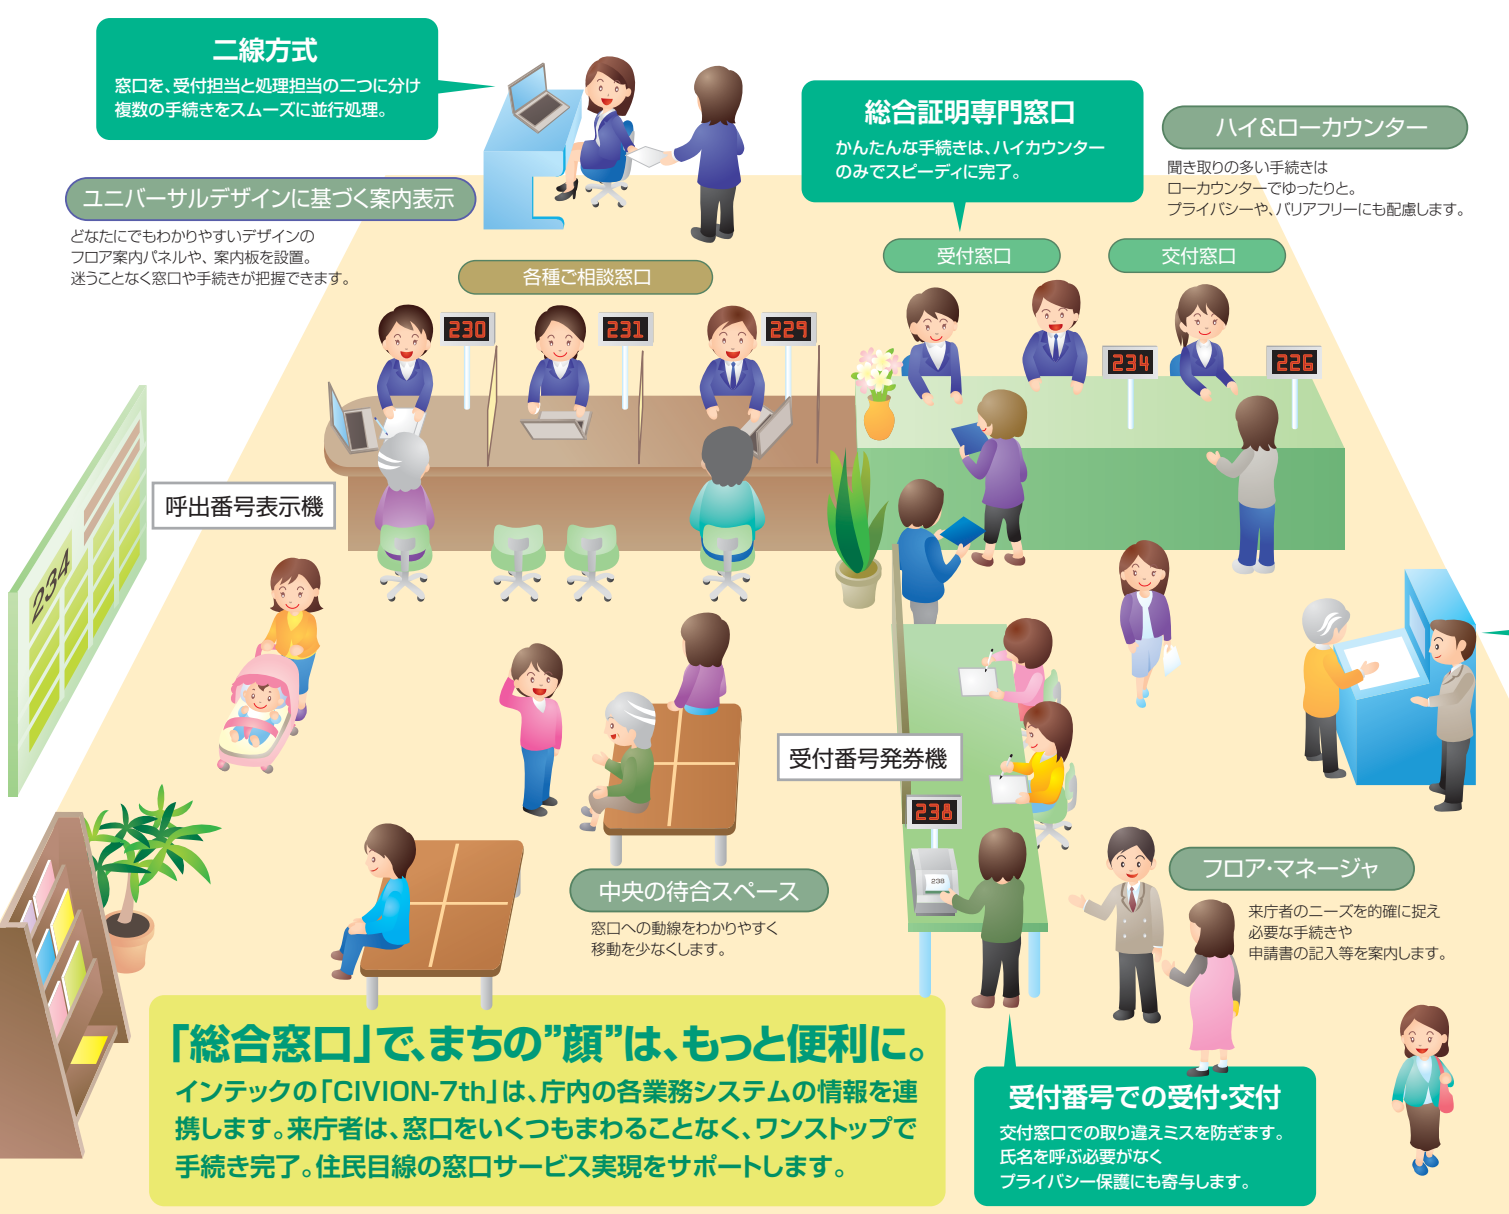 二線方式
窓口を、受付担当と処理担当の二つに分け
複数の手続きをスムーズに並行処理。
総合証明専門窓口
かんたんな手続きは、ハイカウンター
のみでスピーディに完了。
ハイ&ローカウンター
聞き取りの多い手続きは
ローカウンターでゆったりと。
プライバシーや、バリアフリーにも配慮します。
ユニバーサルデザインに基づく案内表示
どなたにでもわかりやすいデザインの
フロア案内パネルや、案内板を設置。
迷うことなく窓口や手続きが把握できます。
各種ご相談窓口
受付窓口
交付窓口
230
231
229
234
226
呼出番号表示機
234
受付番号発券機
238
238
中央の待合スペース
窓口への動線をわかりやすく
移動を少なくします。
フロア・マネージャ
来庁者のニーズを的確に捉え
必要な手続きや
申請書の記入等を案内します。
「総合窓口」で、まちの”顔”は、もっと便利に。
インテックの「CIVION-7th」は、庁内の各業務システムの情報を連
携します。来庁者は、窓口をいくつもまわることなく、ワンストップで
手続き完了。住民目線の窓口サービス実現をサポートします。
受付番号での受付・交付
交付窓口での取り違えミスを防ぎます。
氏名を呼ぶ必要がなく
プライバシー保護にも寄与します。